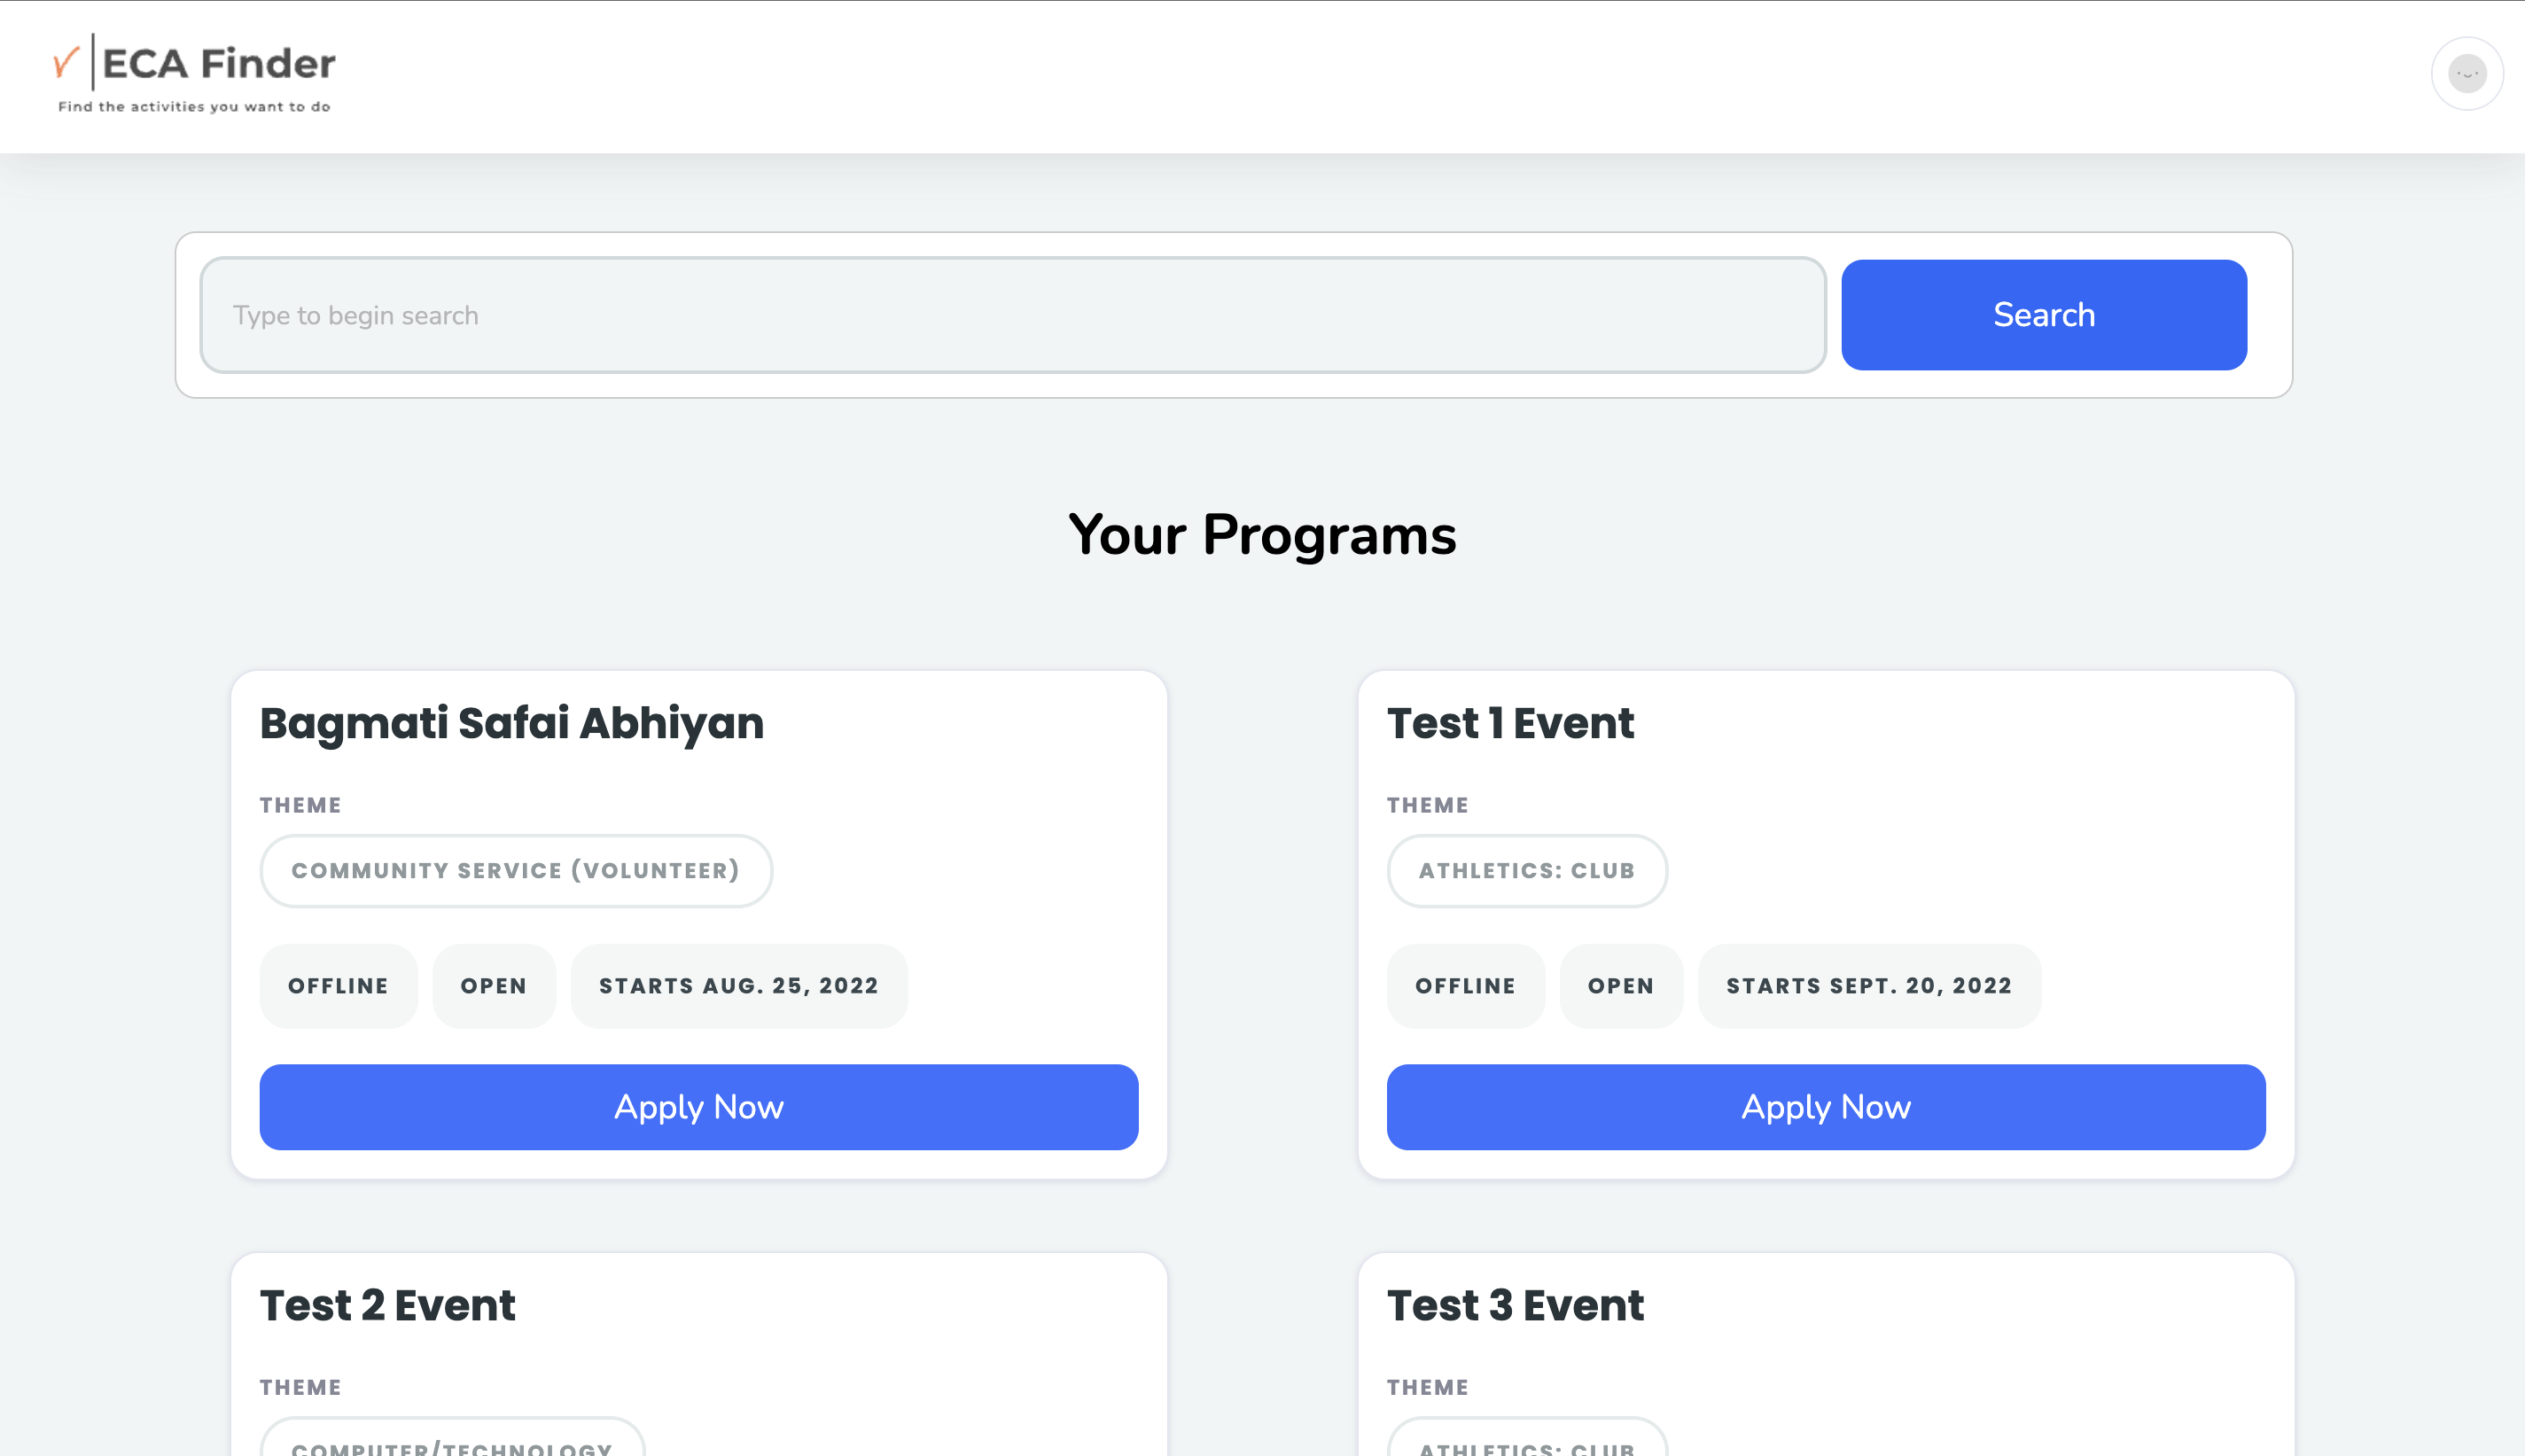 ECA Finder
Find the activities you want to do
Type to begin search
Search
Your Programs
Bagmati Safai Abhiyan
THEME
COMMUNITY SERVICE (VOLUNTEER)
OFFLINE OPEN STARTS AUG. 25, 2022
Apply Now
Test 1 Event
THEME
ATHLETICS: CLUB
OFFLINE OPEN STARTS SEPT. 20, 2022
Apply Now
Test 2 Event
THEME
COMPUTER/TECHNOLOGY
Test 3 Event
THEME
ATHLETICS: CLUB